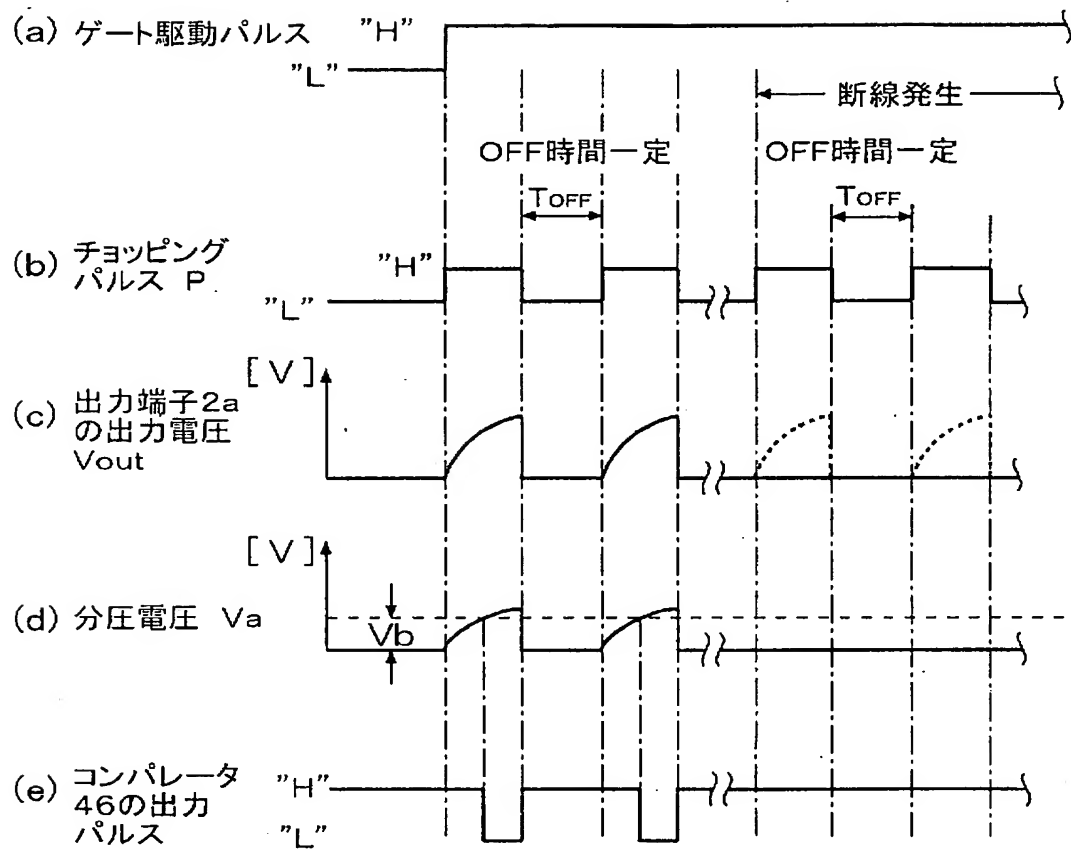 (a) ゲート駆動パルス "H"
"L"
断線発生
OFF時間一定 OFF時間一定
TOFF TOFF
(b) チョッピング
パルス P "H"
"L"
[V]
(c) 出力端子2a
の出力電圧
Vout
[V]
(d) 分圧電圧 Va
Vb
(e) コンパレータ "H"
46の出力
パルス "L"